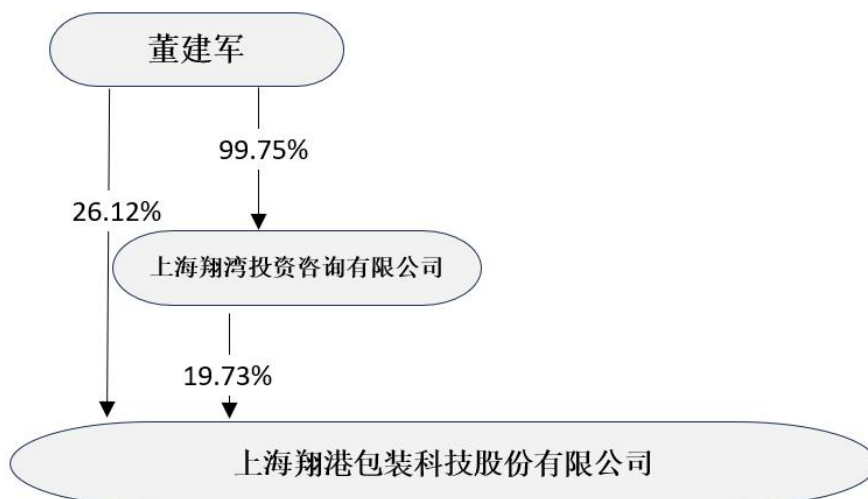 董建军
99.75%
26.12%
上海翔湾投资咨询有限公司
19.73%
上海翔港包装科技股份有限公司